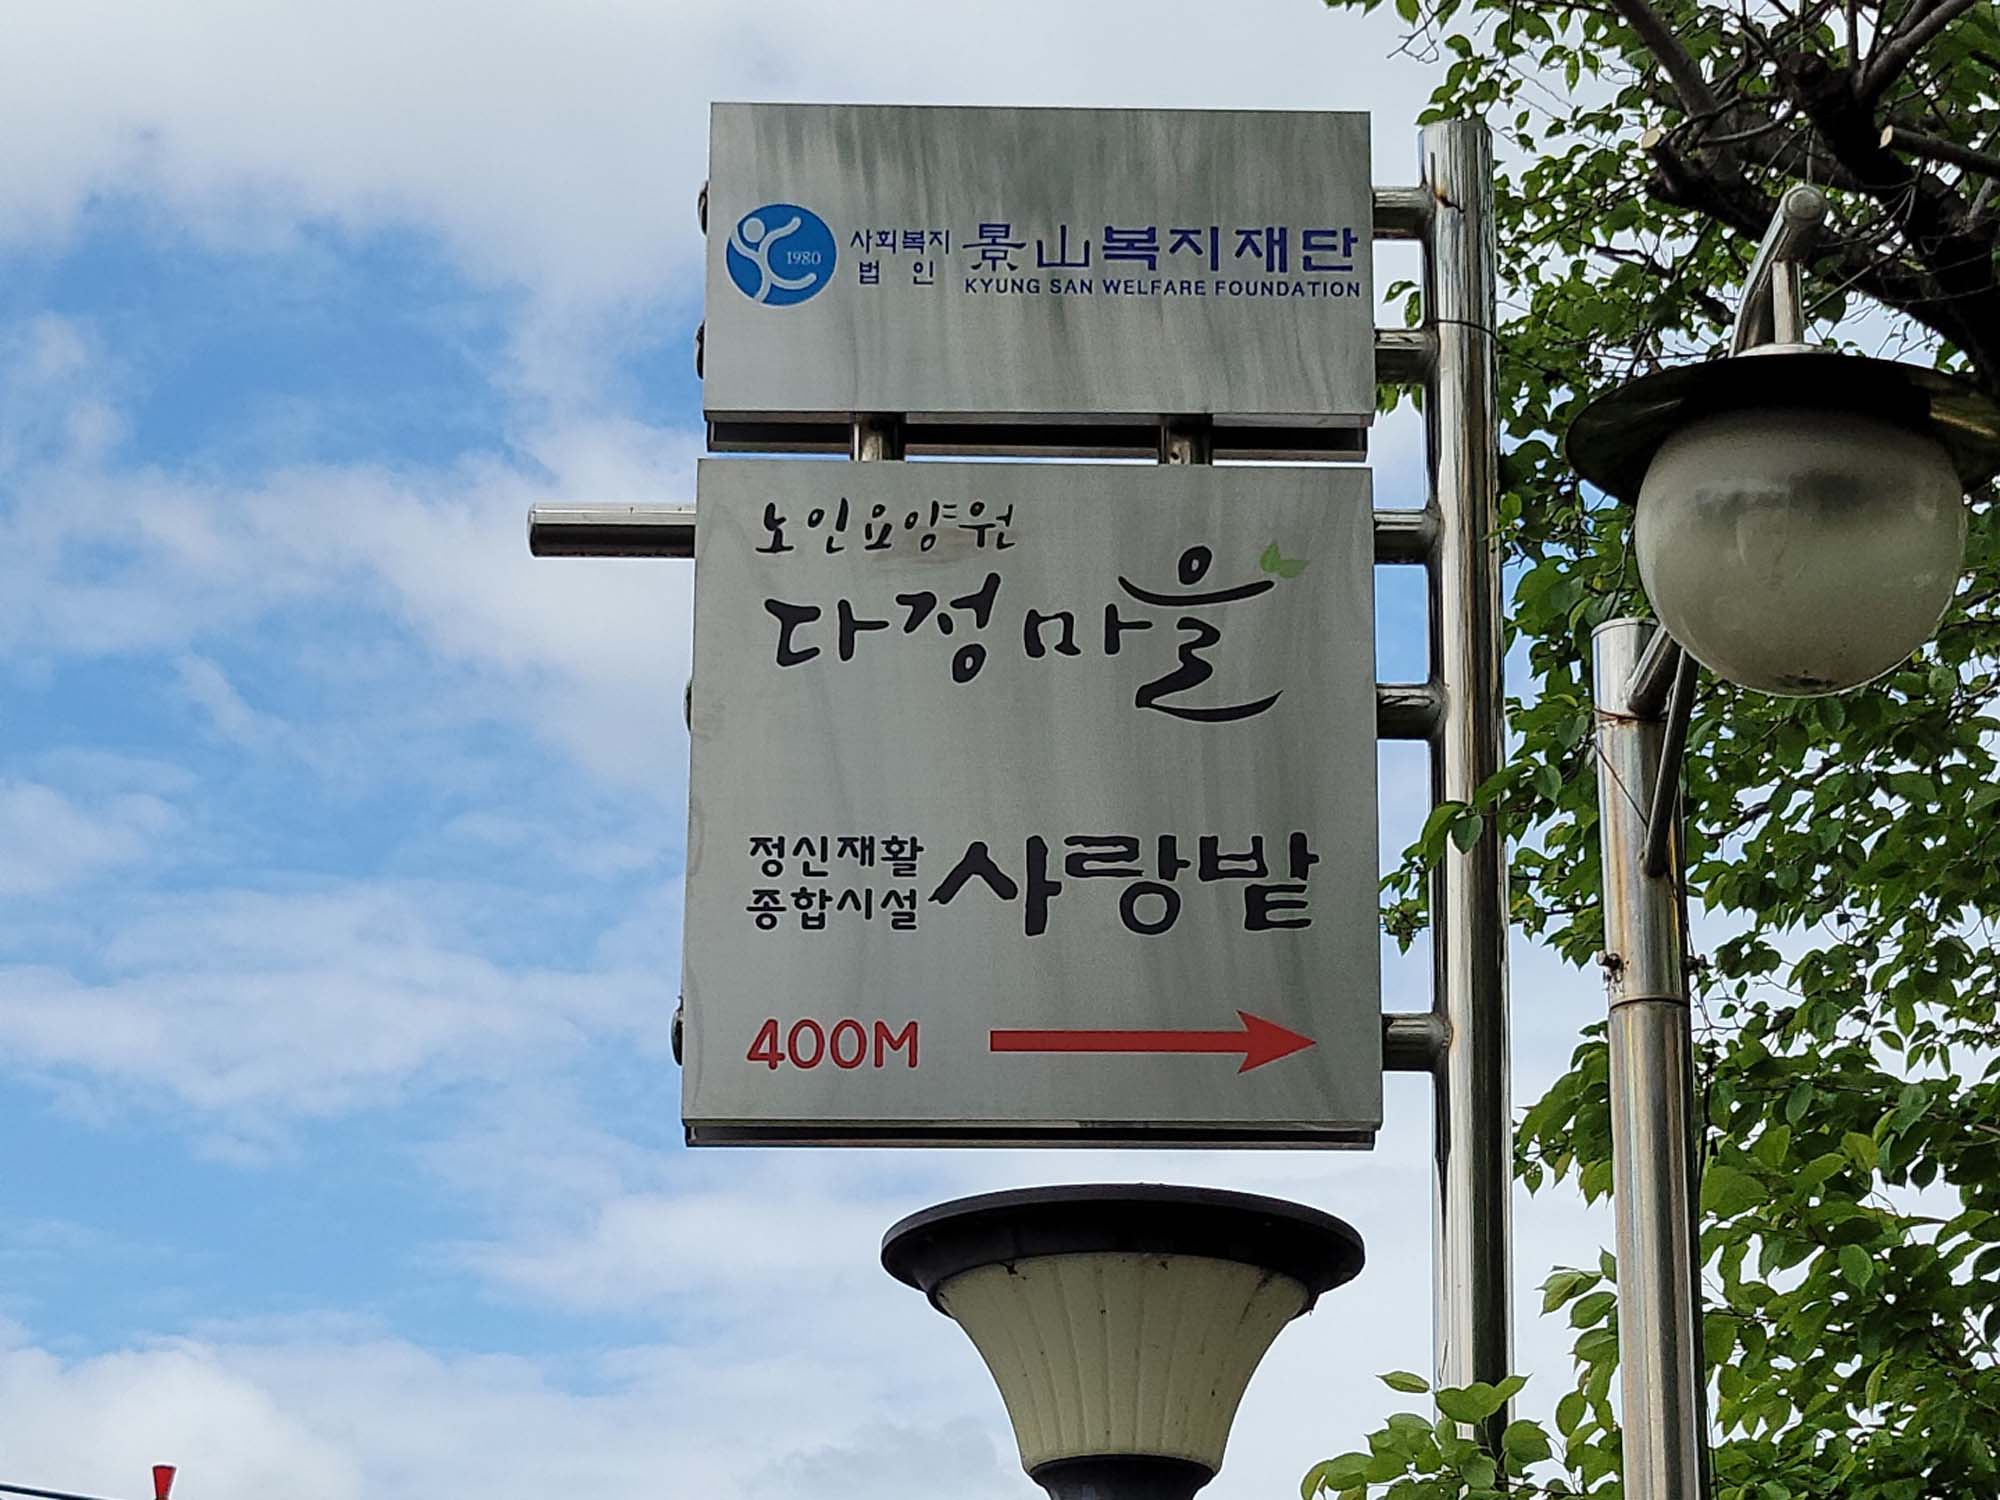 1980
사회복지
법 인
景山복지재단
KYUNG SAN WELFARE FOUNDATION
노인요양원
다정마을
정신재활
종합시설
사랑밭
400M